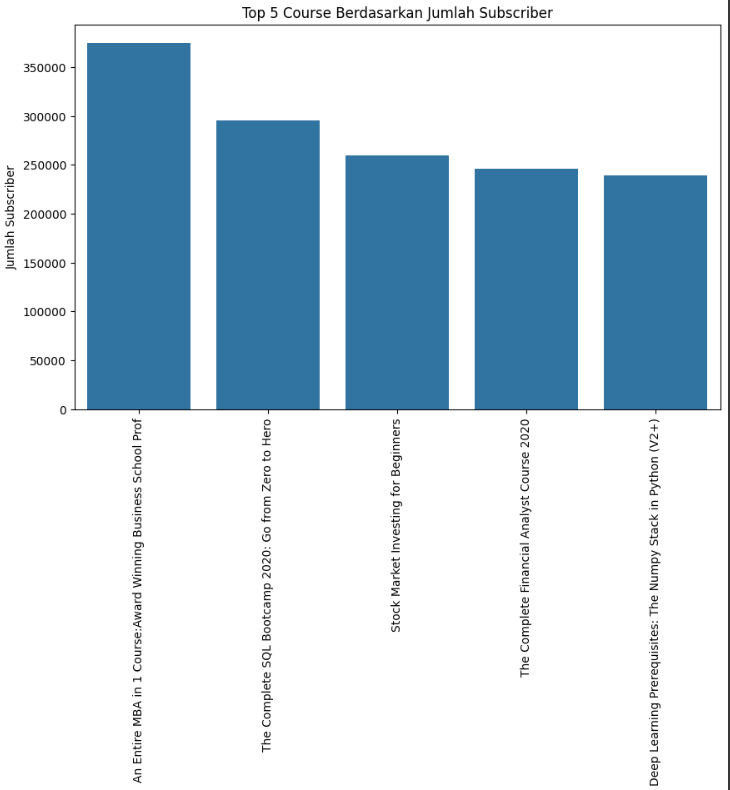 Top 5 Course Berdasarkan Jumlah Subscriber
Jumlah Subscriber
350000
300000
250000
200000
150000
100000
50000
0
An Entire MBA in 1 Course:Award Winning Business School Prof
The Complete SQL Bootcamp 2020: Go from Zero to Hero
Stock Market Investing for Beginners
The Complete Financial Analyst Course 2020
Deep Learning Prerequisites: The Numpy Stack in Python (V2+)